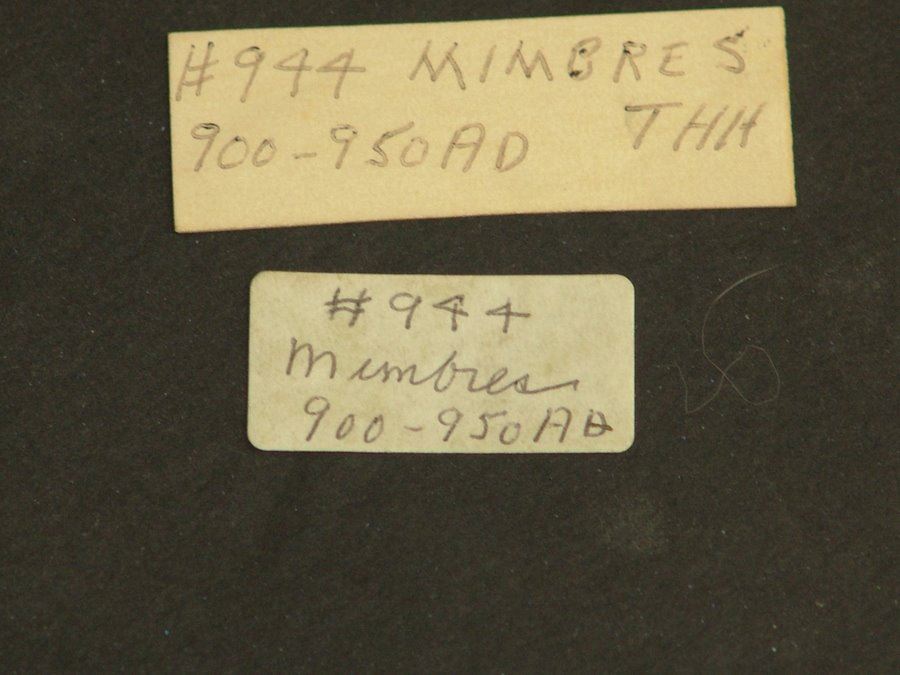 #944 MIMBRES
900-950AD THH
#944
Mimbres
900-950AD